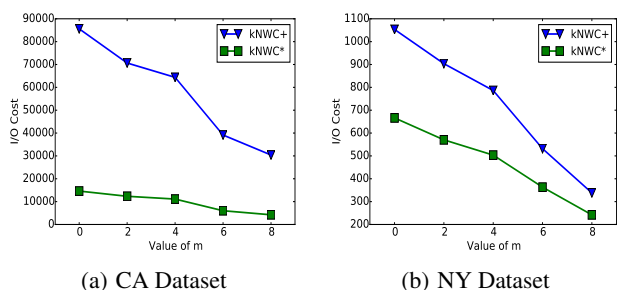 90000
80000
70000
60000
50000
40000
30000
20000
10000
0
I/O Cost
kNWC+
kNWC*
0 2 4 6 8
Value of m
(a) CA Dataset
1100
1000
900
800
700
600
500
400
300
200
I/O Cost
kNWC+
kNWC*
0 2 4 6 8
Value of m
(b) NY Dataset